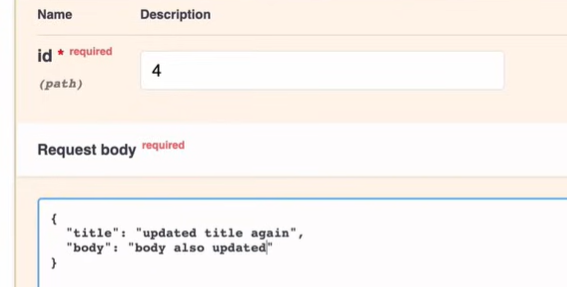 Name Description
id * required
(path)
4
Request body required
{
"title": "updated title again",
"body": "body also updated"
}